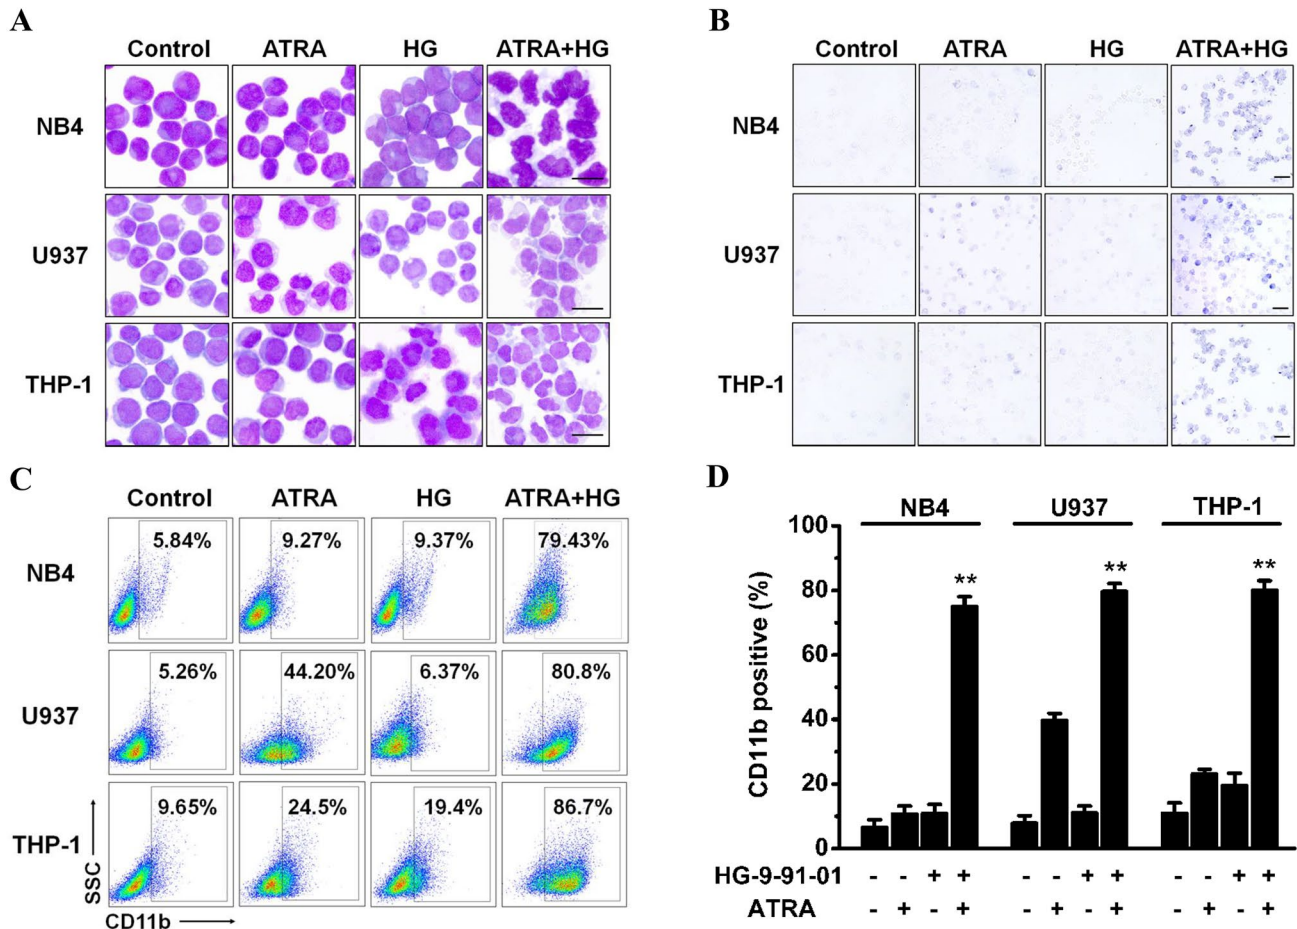 A
Control ATRA HG ATRA+HG
NB4
U937
THP-1
B
Control ATRA HG ATRA+HG
NB4
U937
THP-1
C
Control ATRA HG ATRA+HG
NB4
5.84% 9.27% 9.37% 79.43%
U937
5.26% 44.20% 6.37% 80.8%
THP-1
9.65% 24.5% 19.4% 86.7%
SSC
CD11b
D
NB4 U937 THP-1
CD11b positive (%)
100
80
60
40
20
0
** ** **
HG-9-91-01 - - + + - - + + - - + +
ATRA - + - + - + - + - + - +